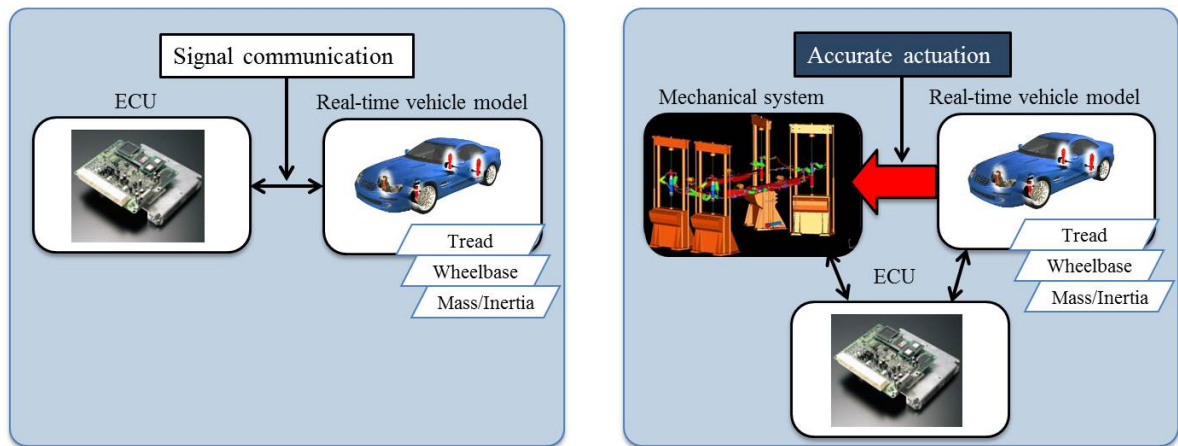 Signal communication
ECU
Real-time vehicle model
Tread
Wheelbase
Mass/Inertia
Accurate actuation
Mechanical system
Real-time vehicle model
Tread
Wheelbase
Mass/Inertia
ECU